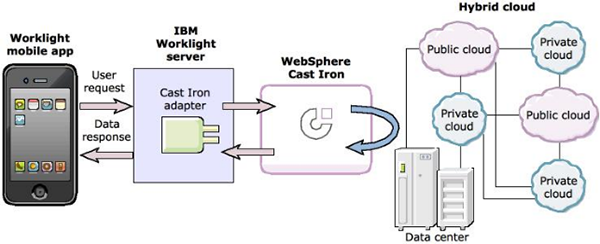 Worklight
mobile app
User
request
Data
response
IBM
Worklight
server
Cast Iron
adapter
WebSphere
Cast Iron
Hybrid cloud
Public cloud
Private
cloud
Private
cloud
Public cloud
Private
cloud
Data center